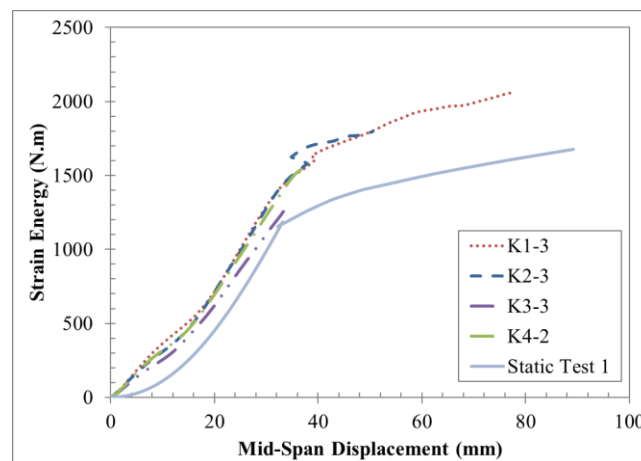 2500
2000
1500
1000
500
0
Strain Energy (N.m)
K1-3
K2-3
K3-3
K4-2
Static Test 1
0 20 40 60 80 100
Mid-Span Displacement (mm)